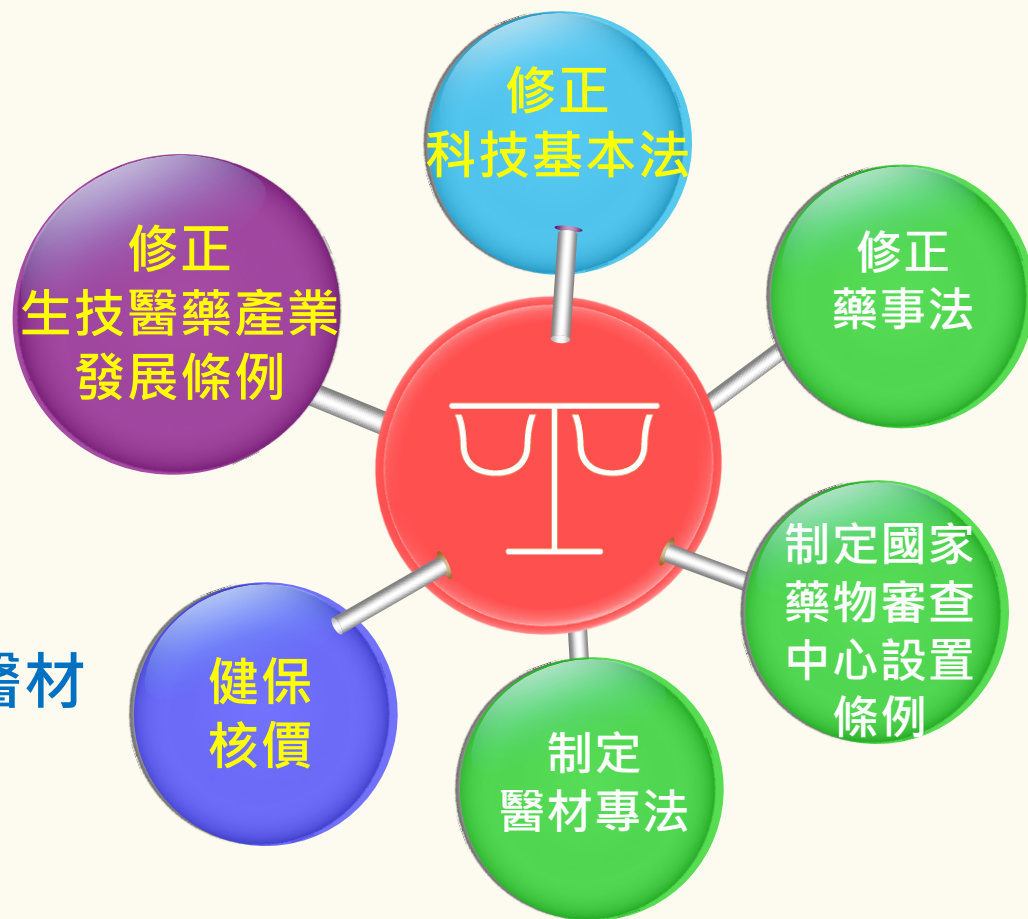 修正
科技基本法
修正
生技醫藥產業
發展條例
修正
藥事法
制定國家
藥物審查
中心設置
條例
醫材
健保
核價
制定
醫材專法